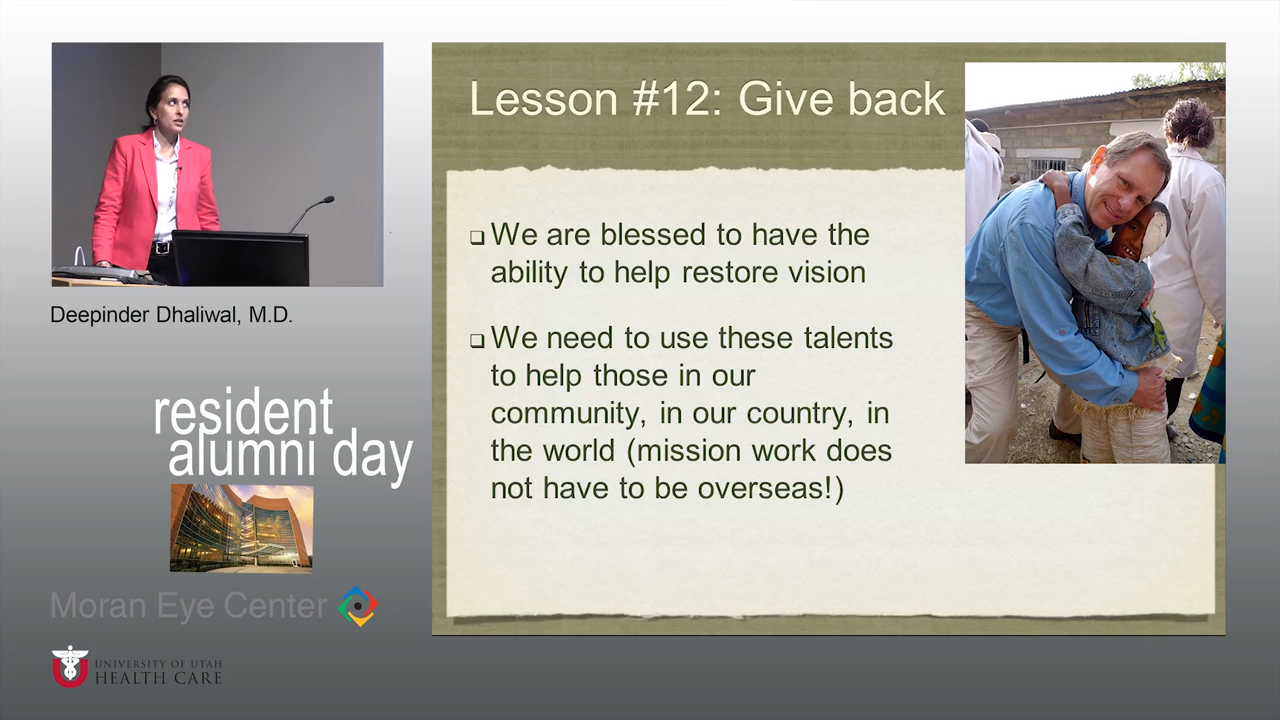 Lesson #12: Give back
❑ We are blessed to have the
ability to help restore vision
❑ We need to use these talents
to help those in our
community, in our country, in
the world (mission work does
not have to be overseas!)
Deepinder Dhaliwal, M.D.
resident
alumni day
Moran Eye Center
UNIVERSITY OF UTAH
HEALTH CARE